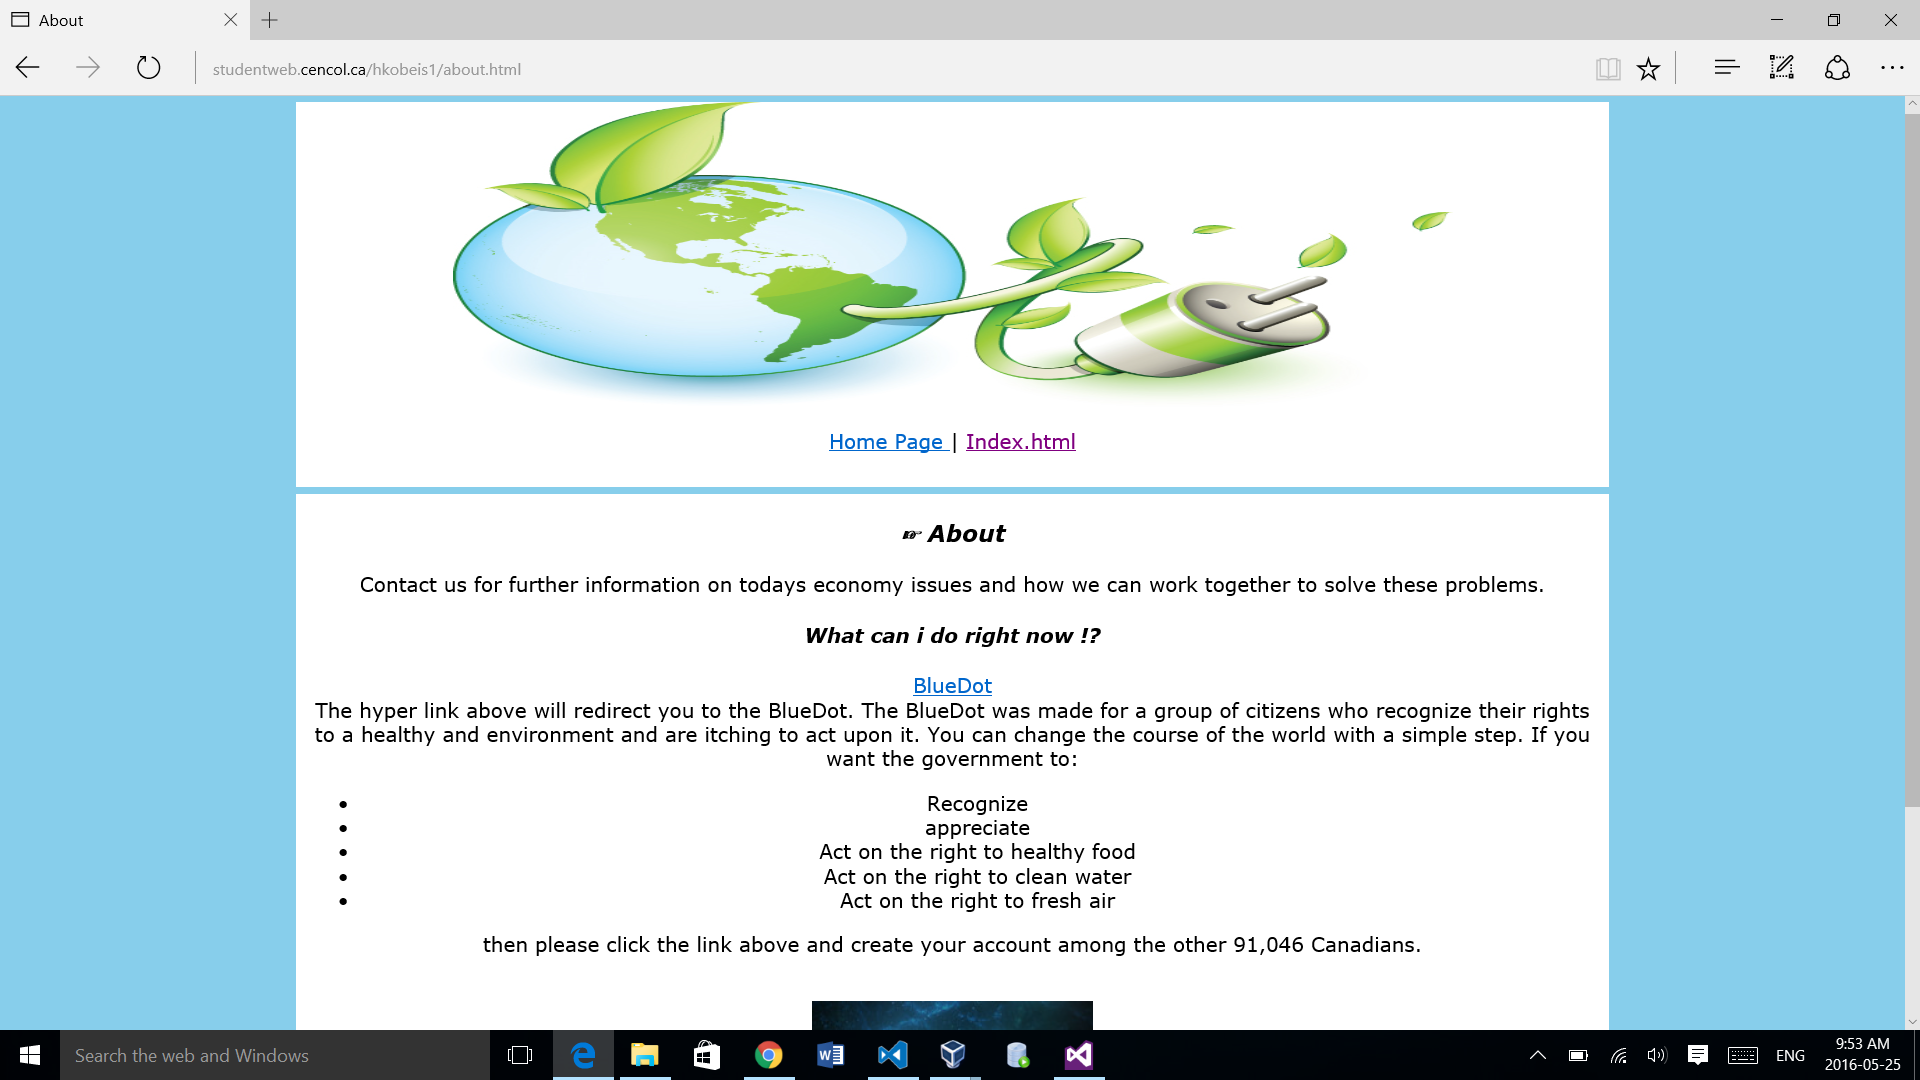 About
studentweb.cencol.ca/hkobeis1/about.html
Home Page | Index.html
☛ About
Contact us for further information on todays economy issues and how we can work together to solve these problems.
What can i do right now !?
BlueDot
The hyper link above will redirect you to the BlueDot. The BlueDot was made for a group of citizens who recognize their rights
to a healthy and environment and are itching to act upon it. You can change the course of the world with a simple step. If you
want the government to:
• Recognize
• appreciate
• Act on the right to healthy food
• Act on the right to clean water
• Act on the right to fresh air
then please click the link above and create your account among the other 91,046 Canadians.
Search the web and Windows
ENG
9:53 AM
2016-05-25